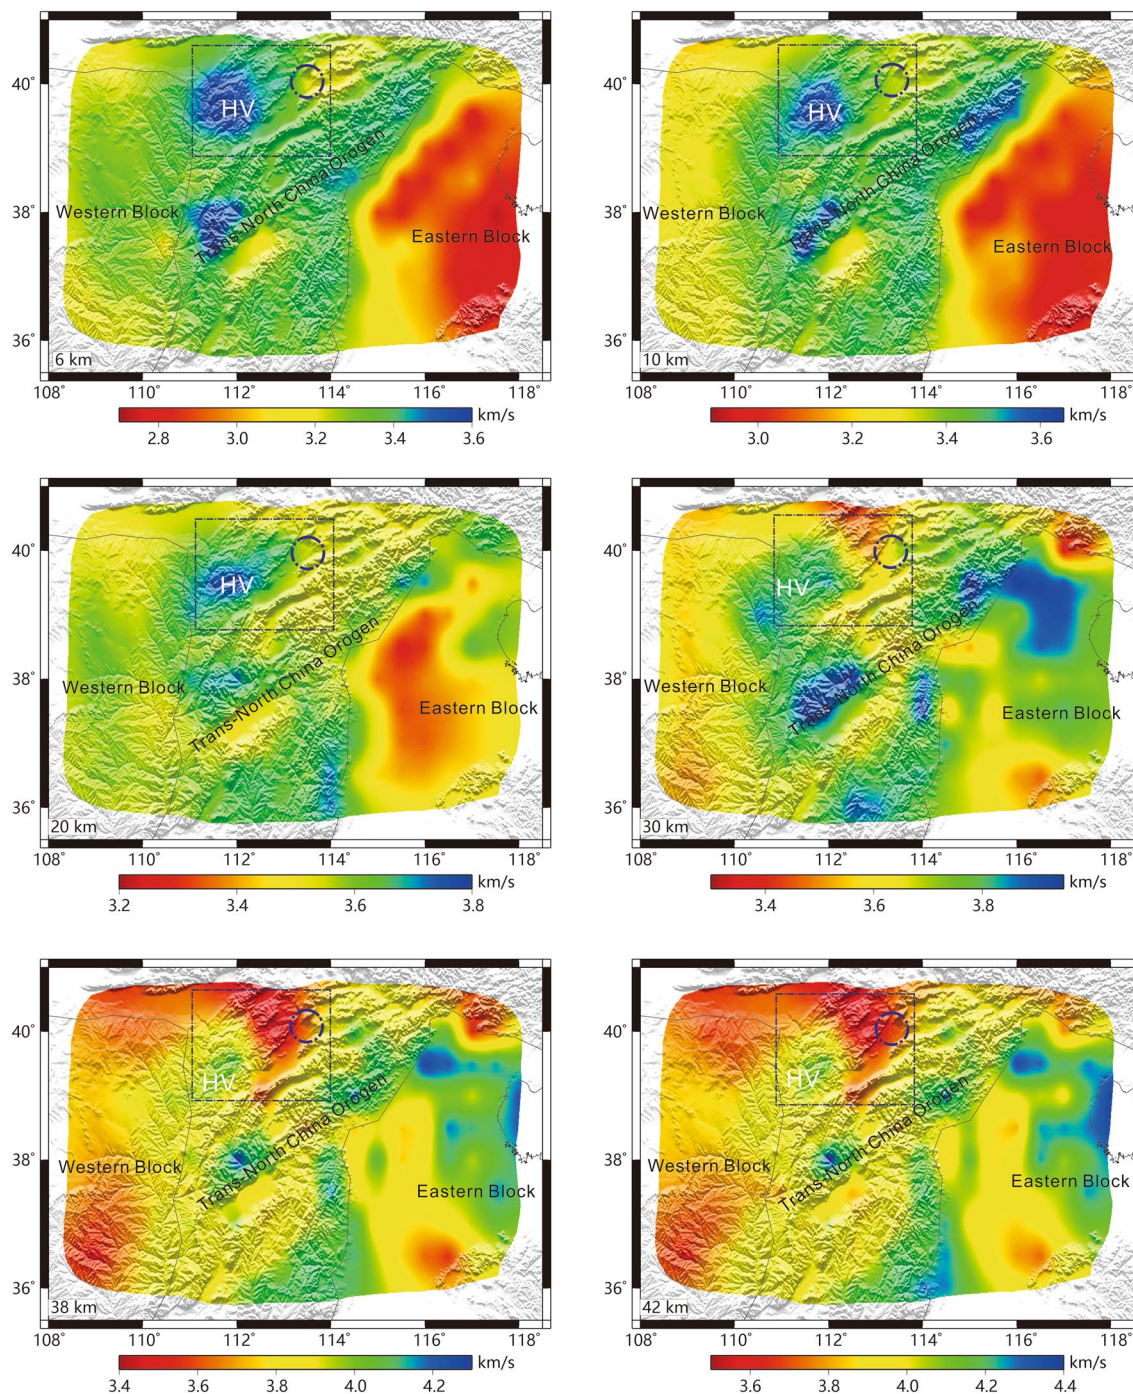 40°
38°
36°
HV
Western Block
Trans-North China Orogen
Eastern Block
6 km
108° 110° 112° 114° 116° 118°
km/s
2.8 3.0 3.2 3.4 3.6
40°
38°
36°
HV
Western Block
Trans-North China Orogen
Eastern Block
10 km
108° 110° 112° 114° 116° 118°
km/s
3.0 3.2 3.4 3.6
40°
38°
36°
HV
Western Block
Trans-North China Orogen
Eastern Block
20 km
108° 110° 112° 114° 116° 118°
km/s
3.2 3.4 3.6 3.8
40°
38°
36°
HV
Western Block
Trans-North China Orogen
Eastern Block
30 km
108° 110° 112° 114° 116° 118°
km/s
3.4 3.6 3.8
40°
38°
36°
HV
Western Block
Trans-North China Orogen
Eastern Block
38 km
108° 110° 112° 114° 116° 118°
km/s
3.4 3.6 3.8 4.0 4.2
40°
38°
36°
HV
Western Block
Trans-North China Orogen
Eastern Block
42 km
108° 110° 112° 114° 116° 118°
km/s
3.6 3.8 4.0 4.2 4.4